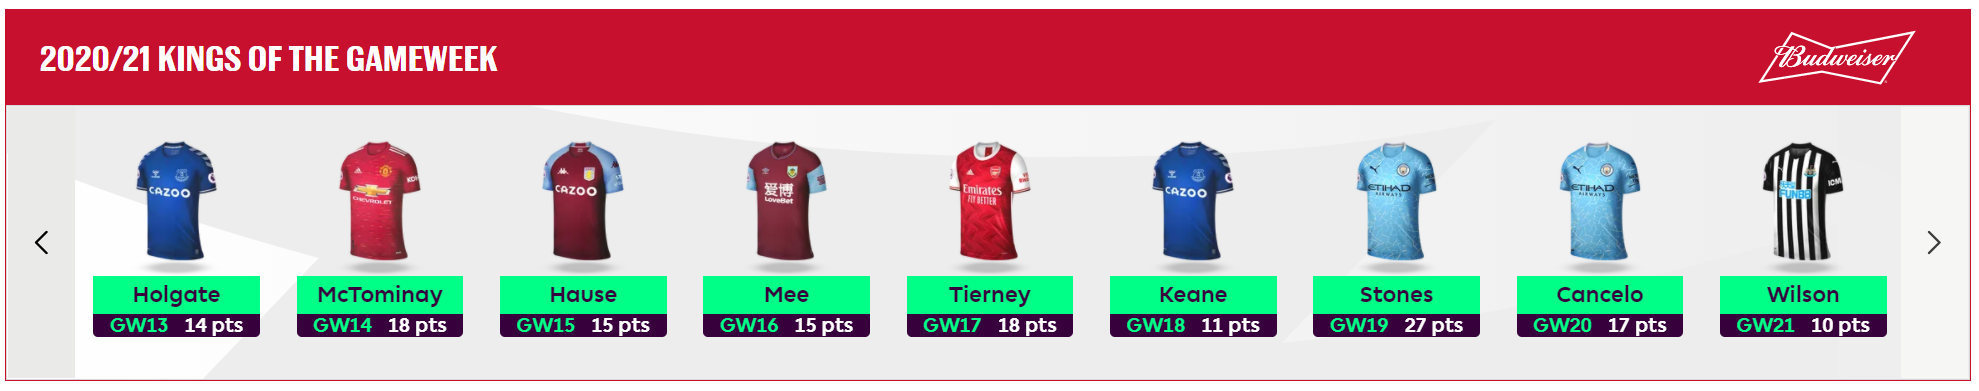 2020/21 KINGS OF THE GAMEWEEK
Budweiser
CAZOO
CHEVROLET
KOH
CAZOO
爱博
LoveBet
Emirates
FLY BETTER
CAZOO
ETIHAD
AIRWAYS
ETIHAD
AIRWAYS
FUN88
ICM
Holgate
GW13 14 pts
McTominay
GW14 18 pts
Hause
GW15 15 pts
Mee
GW16 15 pts
Tierney
GW17 18 pts
Keane
GW18 11 pts
Stones
GW19 27 pts
Cancelo
GW20 17 pts
Wilson
GW21 10 pts